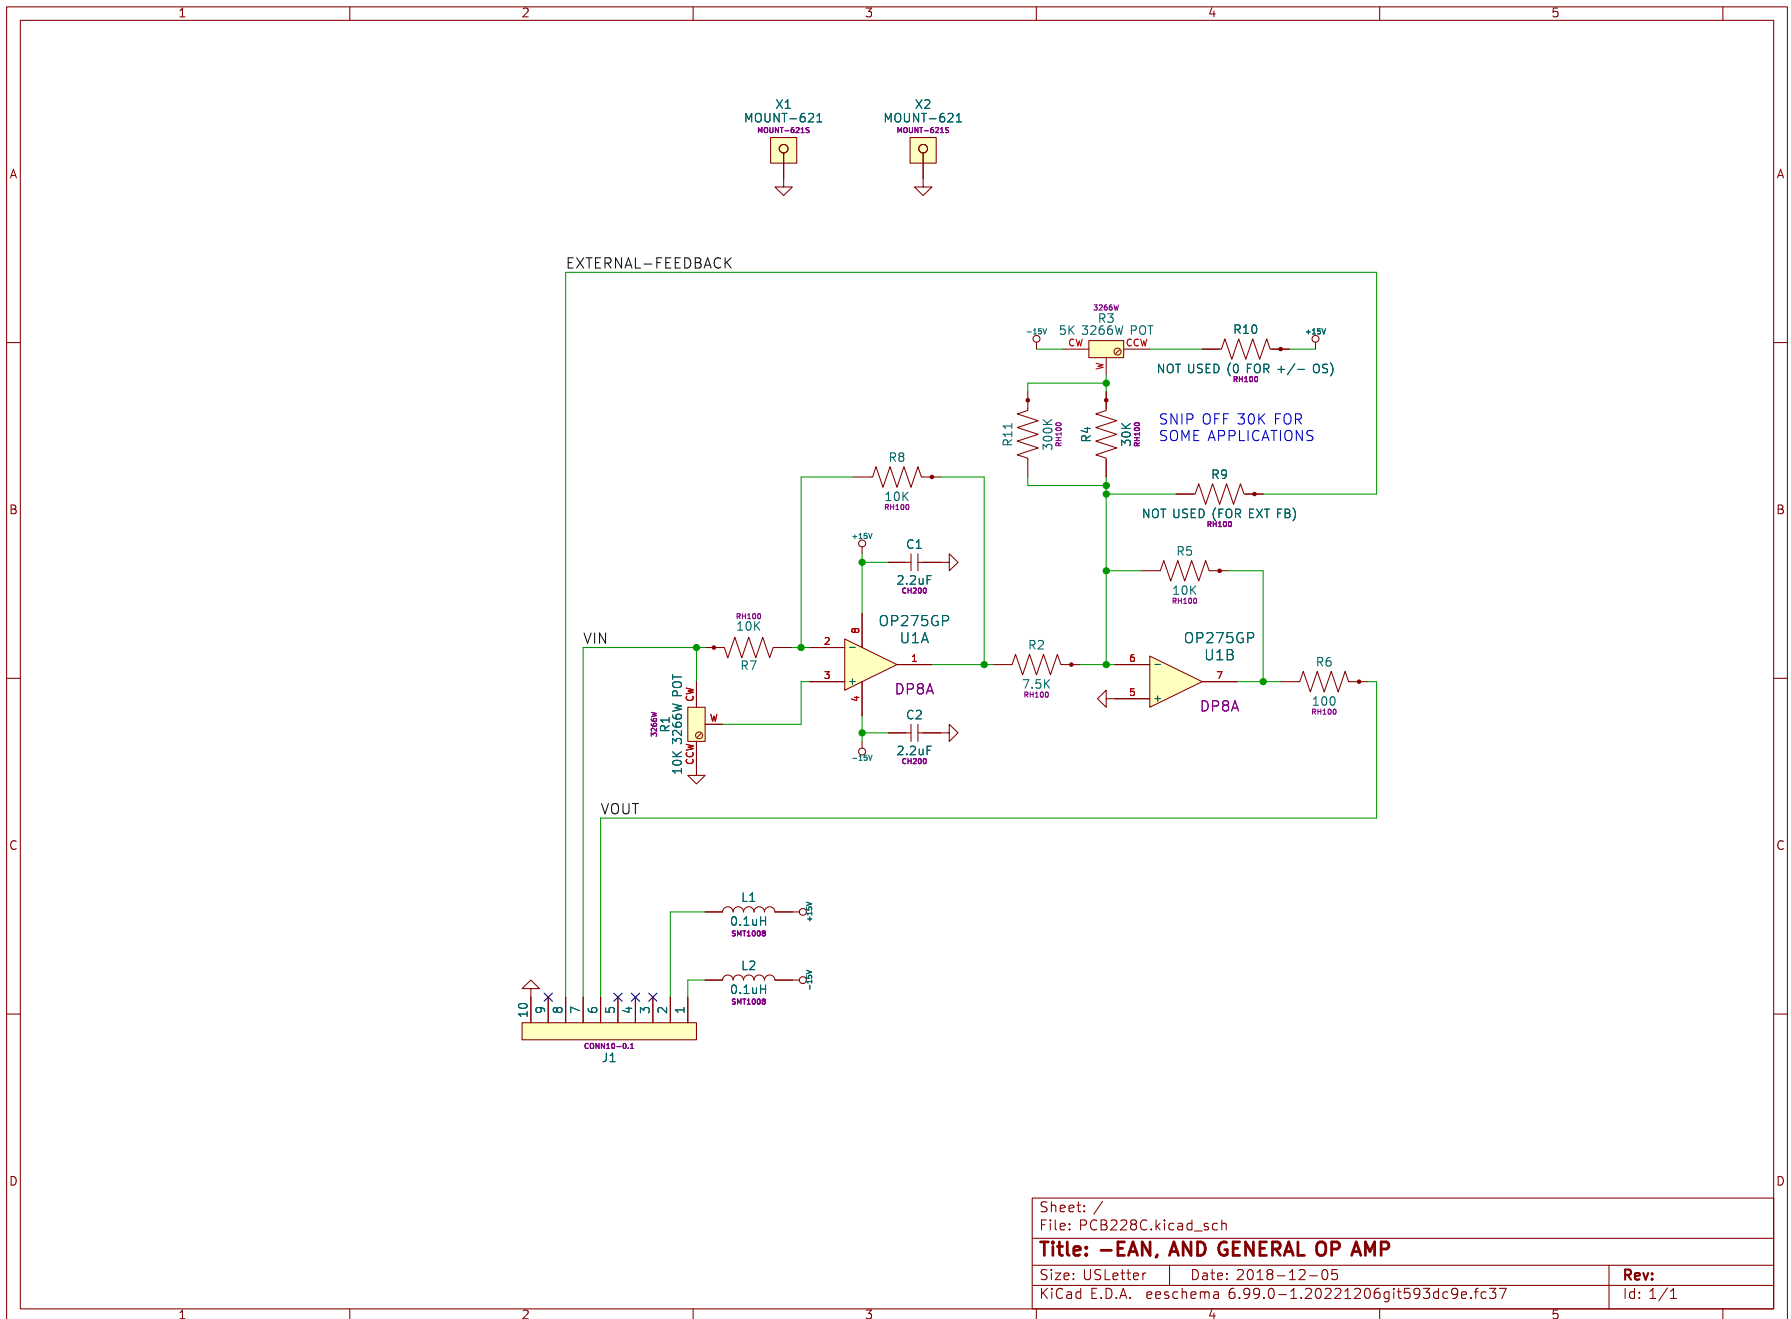 1 2 3 4 5
X1
MOUNT-621
MOUNT-621S
X2
MOUNT-621
MOUNT-621S
A A
EXTERNAL-FEEDBACK
3266W
R3
5K 3266W POT
-15V
CW
CCW
W
R10
+15V
NOT USED (0 FOR +/- OS)
RH100
R11
300K
RH100
R4
30K
RH100
SNIP OFF 30K FOR
SOME APPLICATIONS
R8
10K
RH100
R9
NOT USED (FOR EXT FB)
RH100
B B
+15V
C1
2.2uF
CH200
R5
10K
RH100
VIN
RH100
10K
R7
OP275GP
U1A
8
2
3
1
4
DP8A
R2
7.5K
RH100
OP275GP
U1B
6
5
7
DP8A
R6
100
RH100
3266W
R1
10K 3266W POT
CW
W
CCW
C2
2.2uF
CH200
-15V
VOUT
C C
L1
0.1uH
SMT1008
+15V
L2
0.1uH
SMT1008
-15V
10 9 8 7 6 5 4 3 2 1
CONN10-0.1
J1
D D
Sheet: /
File: PCB228C.kicad_sch
Title: -EAN, AND GENERAL OP AMP
Size: USLetter Date: 2018-12-05 Rev:
KiCad E.D.A. eeschema 6.99.0-1.20221206git593dc9e.fc37 Id: 1/1
1 2 3 4 5